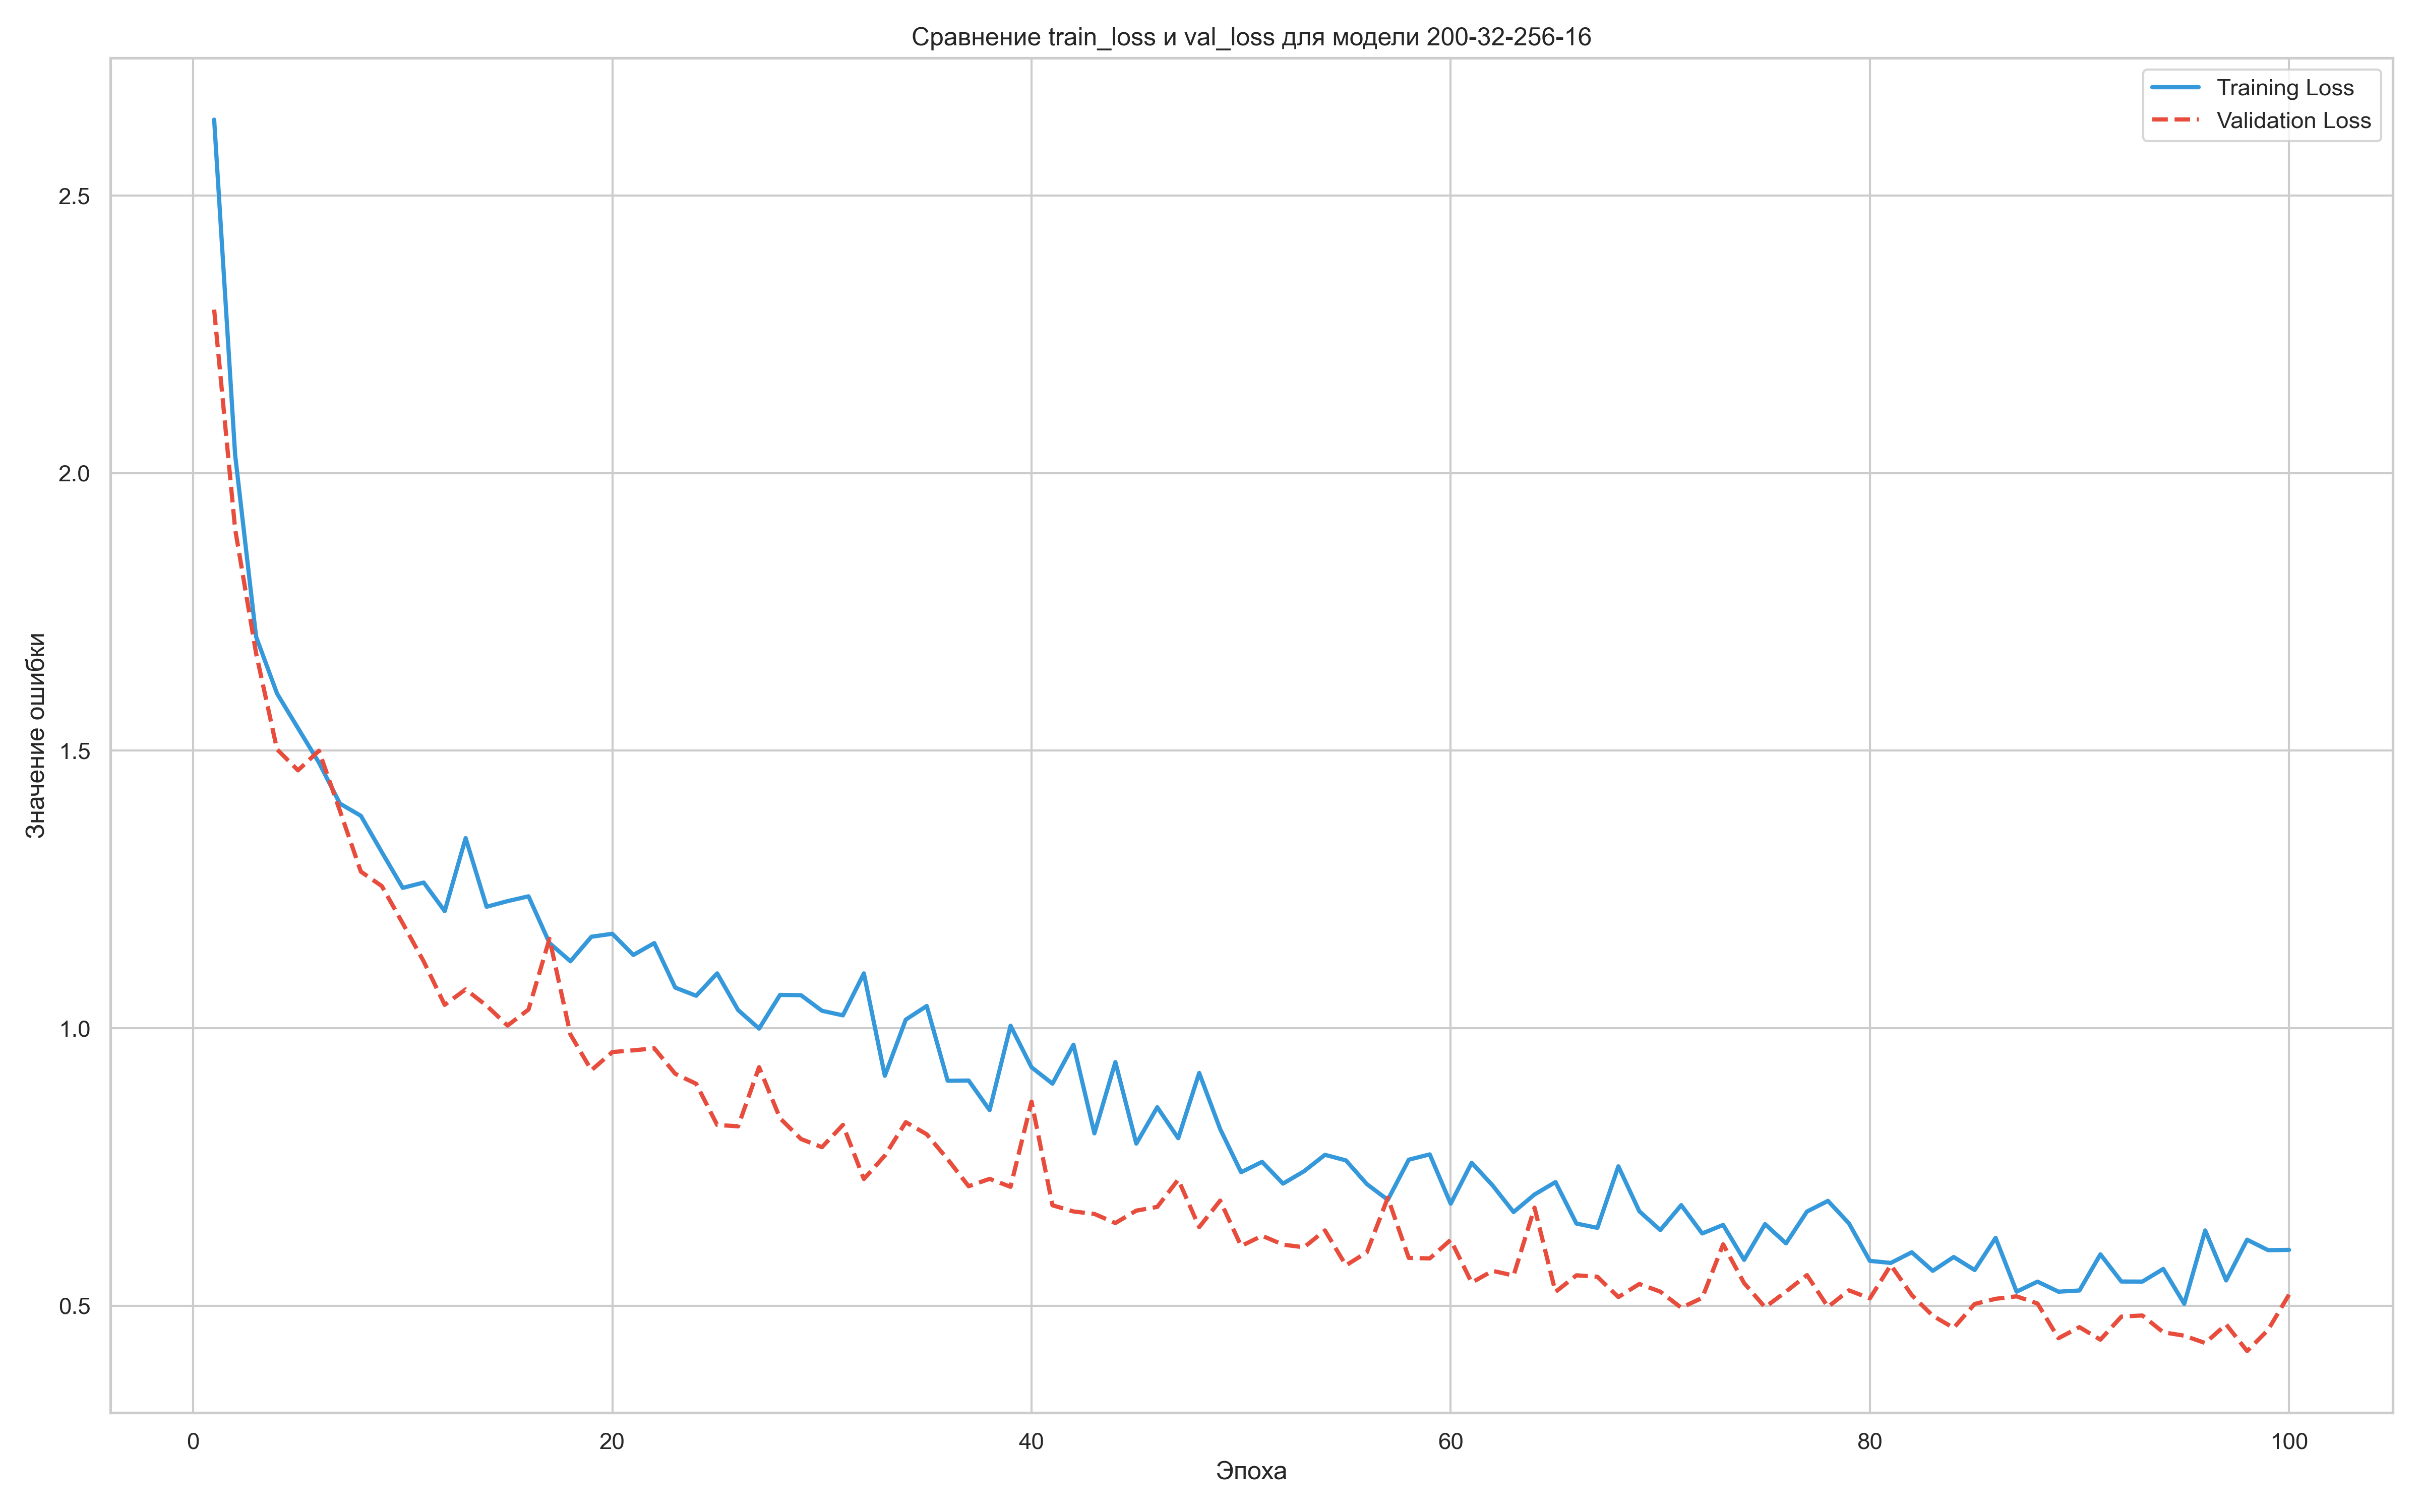 Сравнение train_loss и val_loss для модели 200-32-256-16
Training Loss
Validation Loss
2.5
2.0
1.5
1.0
0.5
Значение ошибки
0
20
40
60
80
100
Эпоха